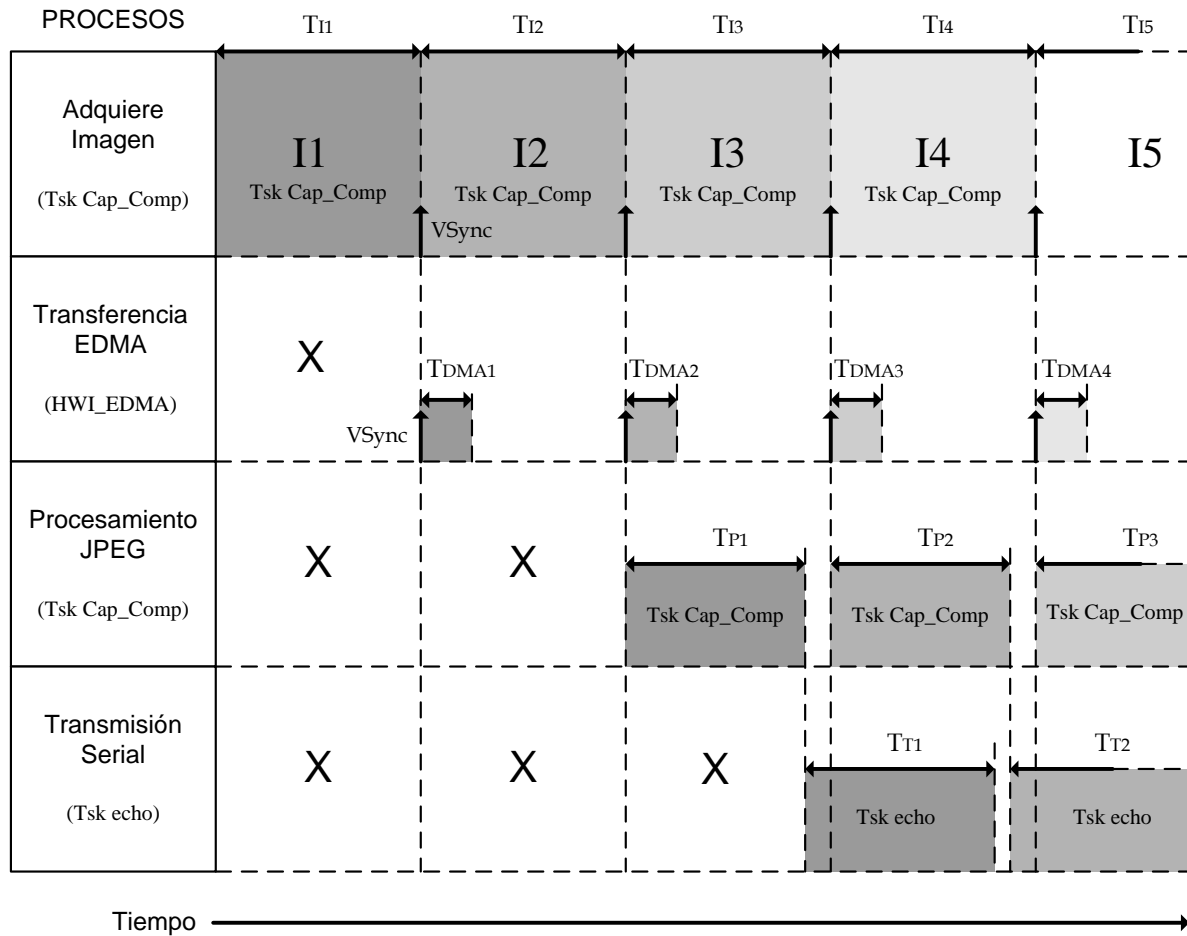 PROCESOS
TI1 TI2 TI3 TI4 TI5
Adquiere
Imagen
(Tsk Cap_Comp)
I1 I2 I3 I4 I5
Tsk Cap_Comp Tsk Cap_Comp Tsk Cap_Comp Tsk Cap_Comp
VSync
Transferencia
EDMA
(HWI_EDMA)
X
TDMA1 TDMA2 TDMA3 TDMA4
VSync
Procesamiento
JPEG
(Tsk Cap_Comp)
X X
TP1 TP2 TP3
Tsk Cap_Comp Tsk Cap_Comp Tsk Cap_Comp
Transmisión
Serial
(Tsk echo)
X X X
TT1 TT2
Tsk echo Tsk echo
Tiempo